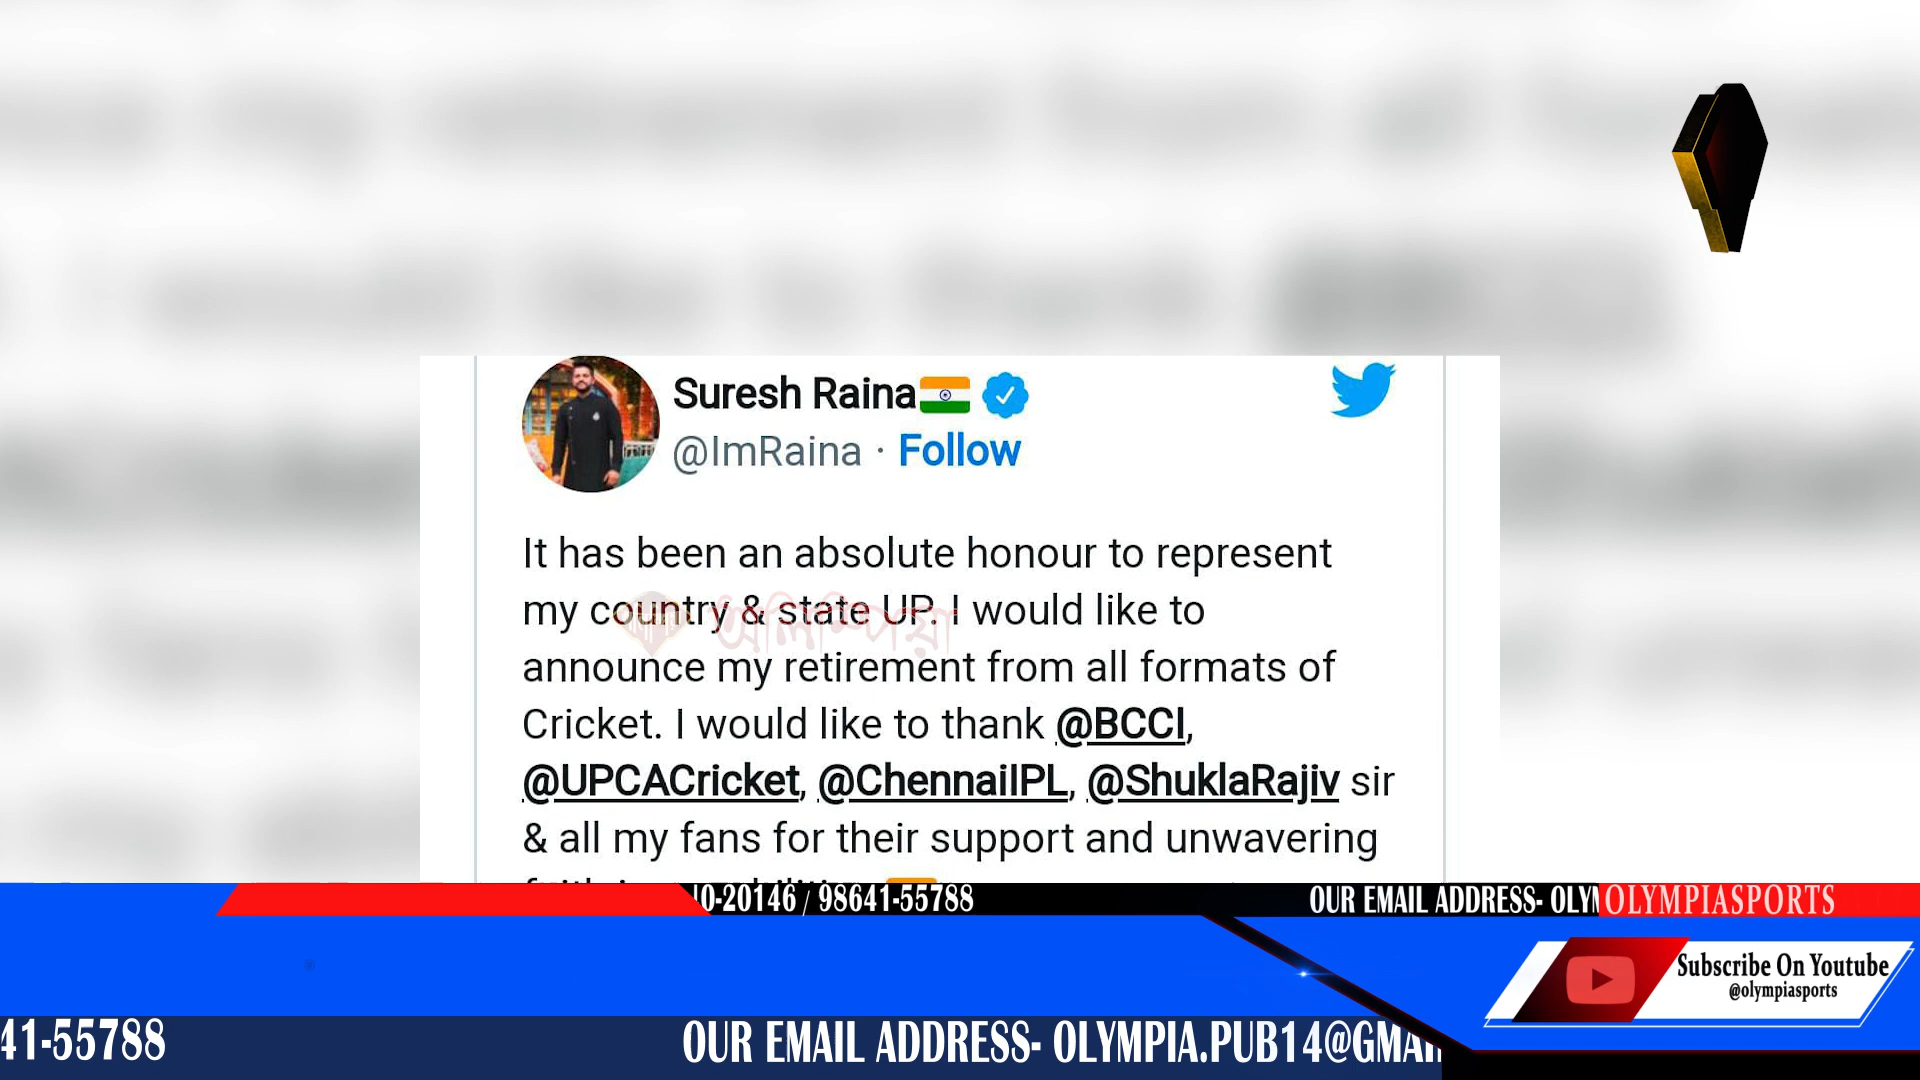 Suresh Raina
@ImRaina · Follow
It has been an absolute honour to represent
my country & state UP. I would like to
announce my retirement from all formats of
Cricket. I would like to thank @BCCI,
@UPCACricket, @ChennaiIPL, @ShuklaRajiv sir
& all my fans for their support and unwavering
অলিম্পিয়া
0-20146 / 98641-55788
OUR EMAIL ADDRESS- OLYM
OLYMPIASPORTS
Subscribe On Youtube
@olympiasports
41-55788
OUR EMAIL ADDRESS- OLYMPIA.PUB14@GMAI